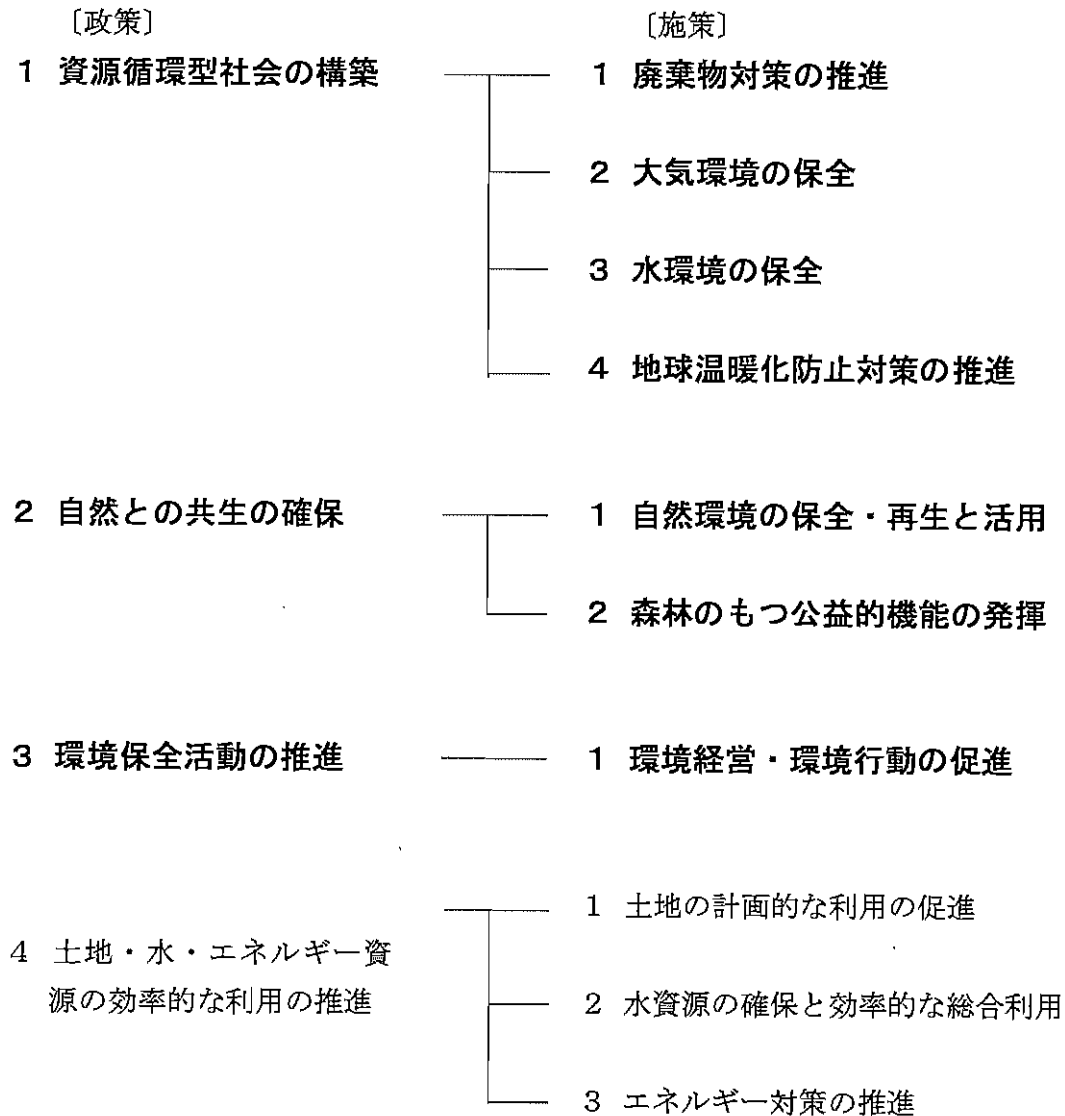 〔政策〕 〔施策〕
1 資源循環型社会の構築 1 廃棄物対策の推進
2 大気環境の保全
3 水環境の保全
4 地球温暖化防止対策の推進
2 自然との共生の確保 1 自然環境の保全・再生と活用
2 森林のもつ公益的機能の発揮
3 環境保全活動の推進 1 環境経営・環境行動の促進
1 土地の計画的な利用の促進
4 土地・水・エネルギー資
源の効率的な利用の推進 2 水資源の確保と効率的な総合利用
3 エネルギー対策の推進